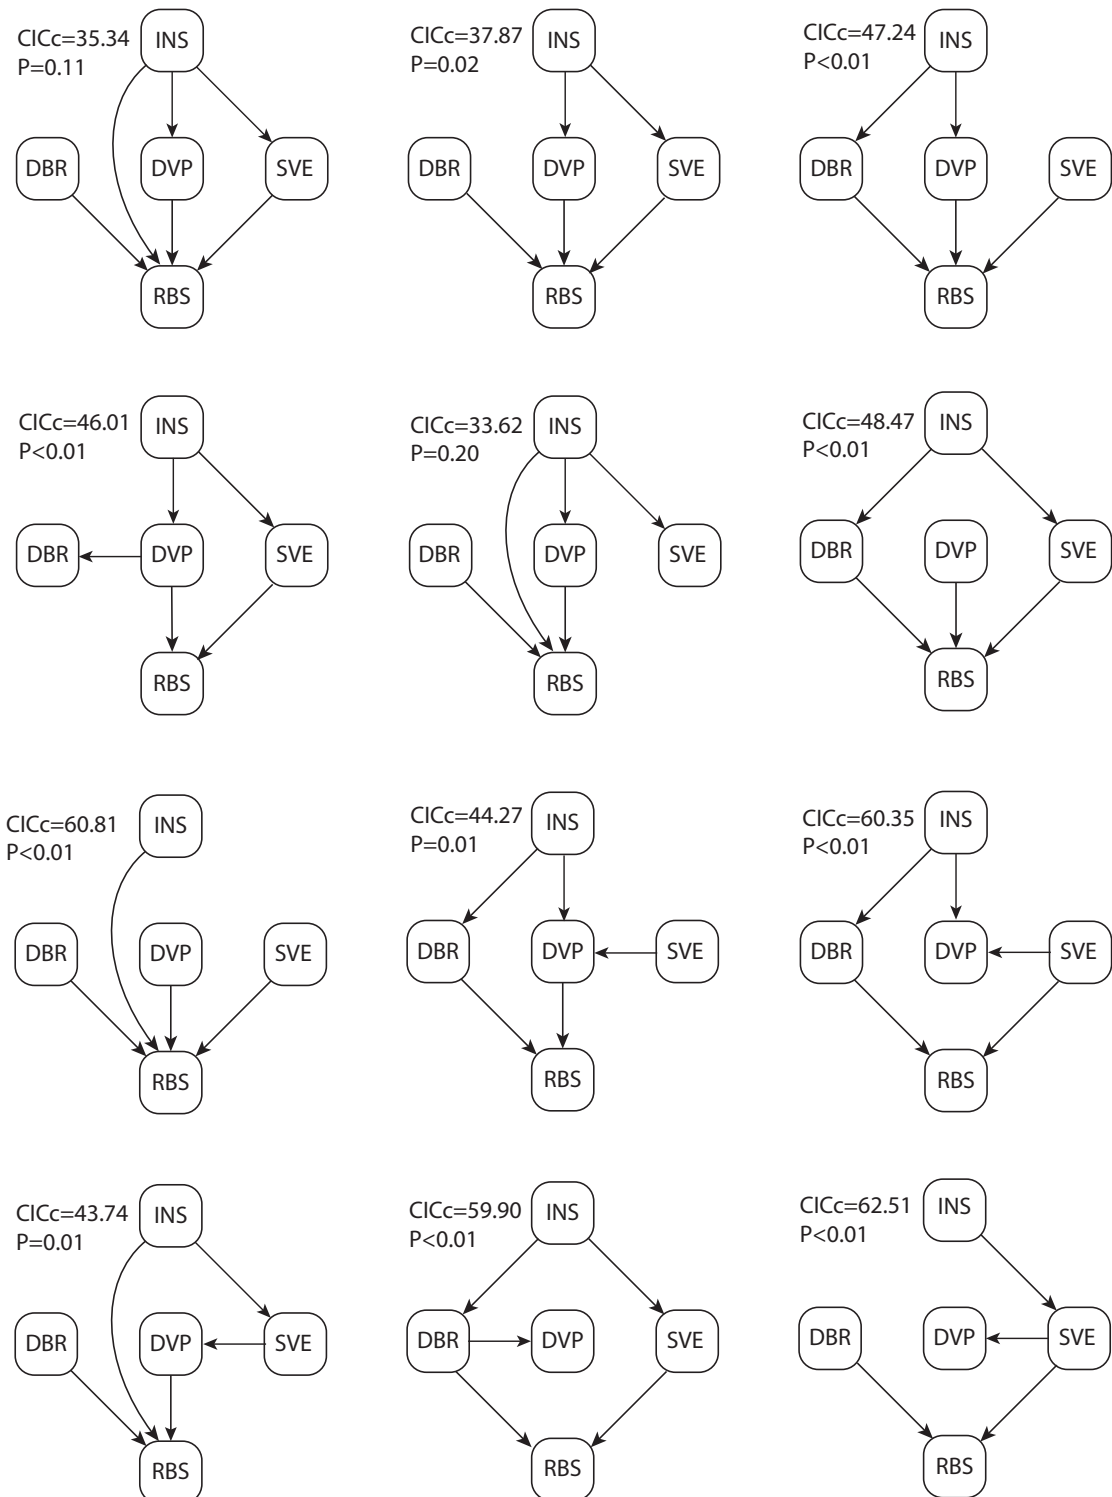 CICc=35.34
P=0.11
INS
DBR
DVP
SVE
RBS
CICc=37.87
P=0.02
INS
DBR
DVP
SVE
RBS
CICc=47.24
P<0.01
INS
DBR
DVP
SVE
RBS
CICc=46.01
P<0.01
INS
DBR
DVP
SVE
RBS
CICc=33.62
P=0.20
INS
DBR
DVP
SVE
RBS
CICc=48.47
P<0.01
INS
DBR
DVP
SVE
RBS
CICc=60.81
P<0.01
INS
DBR
DVP
SVE
RBS
CICc=44.27
P=0.01
INS
DBR
DVP
SVE
RBS
CICc=60.35
P<0.01
INS
DBR
DVP
SVE
RBS
CICc=43.74
P=0.01
INS
DBR
DVP
SVE
RBS
CICc=59.90
P<0.01
INS
DBR
DVP
SVE
RBS
CICc=62.51
P<0.01
INS
DBR
DVP
SVE
RBS